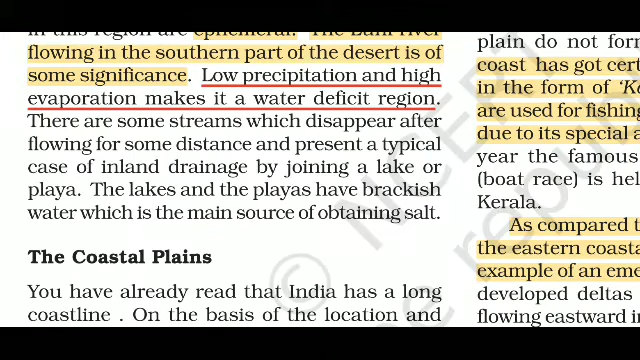 in this region are ephemeral. The Luni river
flowing in the southern part of the desert is of
some significance. Low precipitation and high
evaporation makes it a water deficit region.
There are some streams which disappear after
flowing for some distance and present a typical
case of inland drainage by joining a lake or
playa. The lakes and the playas have brackish
water which is the main source of obtaining salt.
The Coastal Plains
You have already read that India has a long
coastline . On the basis of the location and
plain do not for
coast has got cert
in the form of ‘K
are used for fishing
due to its special a
year the famous
(boat race) is hel
Kerala.
As compared t
the eastern coasta
example of an eme
developed deltas
flowing eastward in
© NCERT
be republ